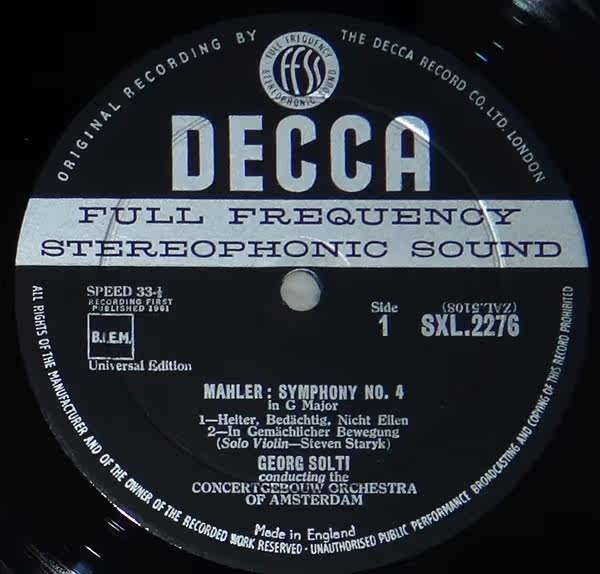 ORIGINAL RECORDING BY THE DECCA RECORD CO. LTD. LONDON
FULL FREQUENCY
ffss
STEREOPHONIC SOUND
DECCA
FULL FREQUENCY
STEREOPHONIC SOUND
SPEED 33-⅓
RECORDING FIRST
PUBLISHED 1961
B.I.E.M.
Universal Edition
Side
1
(ZAL.5108)
SXL.2276
MAHLER : SYMPHONY NO. 4
in G Major
1—Heiter, Bedächtig, Nicht Eilen
2—In Gemächlicher Bewegung
(Solo Violin—Steven Staryk)
GEORG SOLTI
conducting the
CONCERTGEBOUW ORCHESTRA
OF AMSTERDAM
Made in England
ALL RIGHTS OF THE MANUFACTURER AND OF THE OWNER OF THE RECORDED WORK RESERVED · UNAUTHORISED PUBLIC PERFORMANCE BROADCASTING AND COPYING OF THIS RECORD PROHIBITED